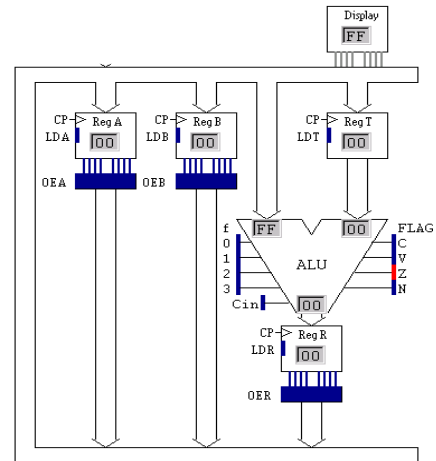 Display
FF
CP Reg A
LDA 00
OEA
CP Reg B
LDB 00
OEB
CP Reg T
LDT 00
f FF 00 FLAG
0 C
1 ALU V
2 Z
3 N
Cin 00
CP Reg R
LDR 00
OER